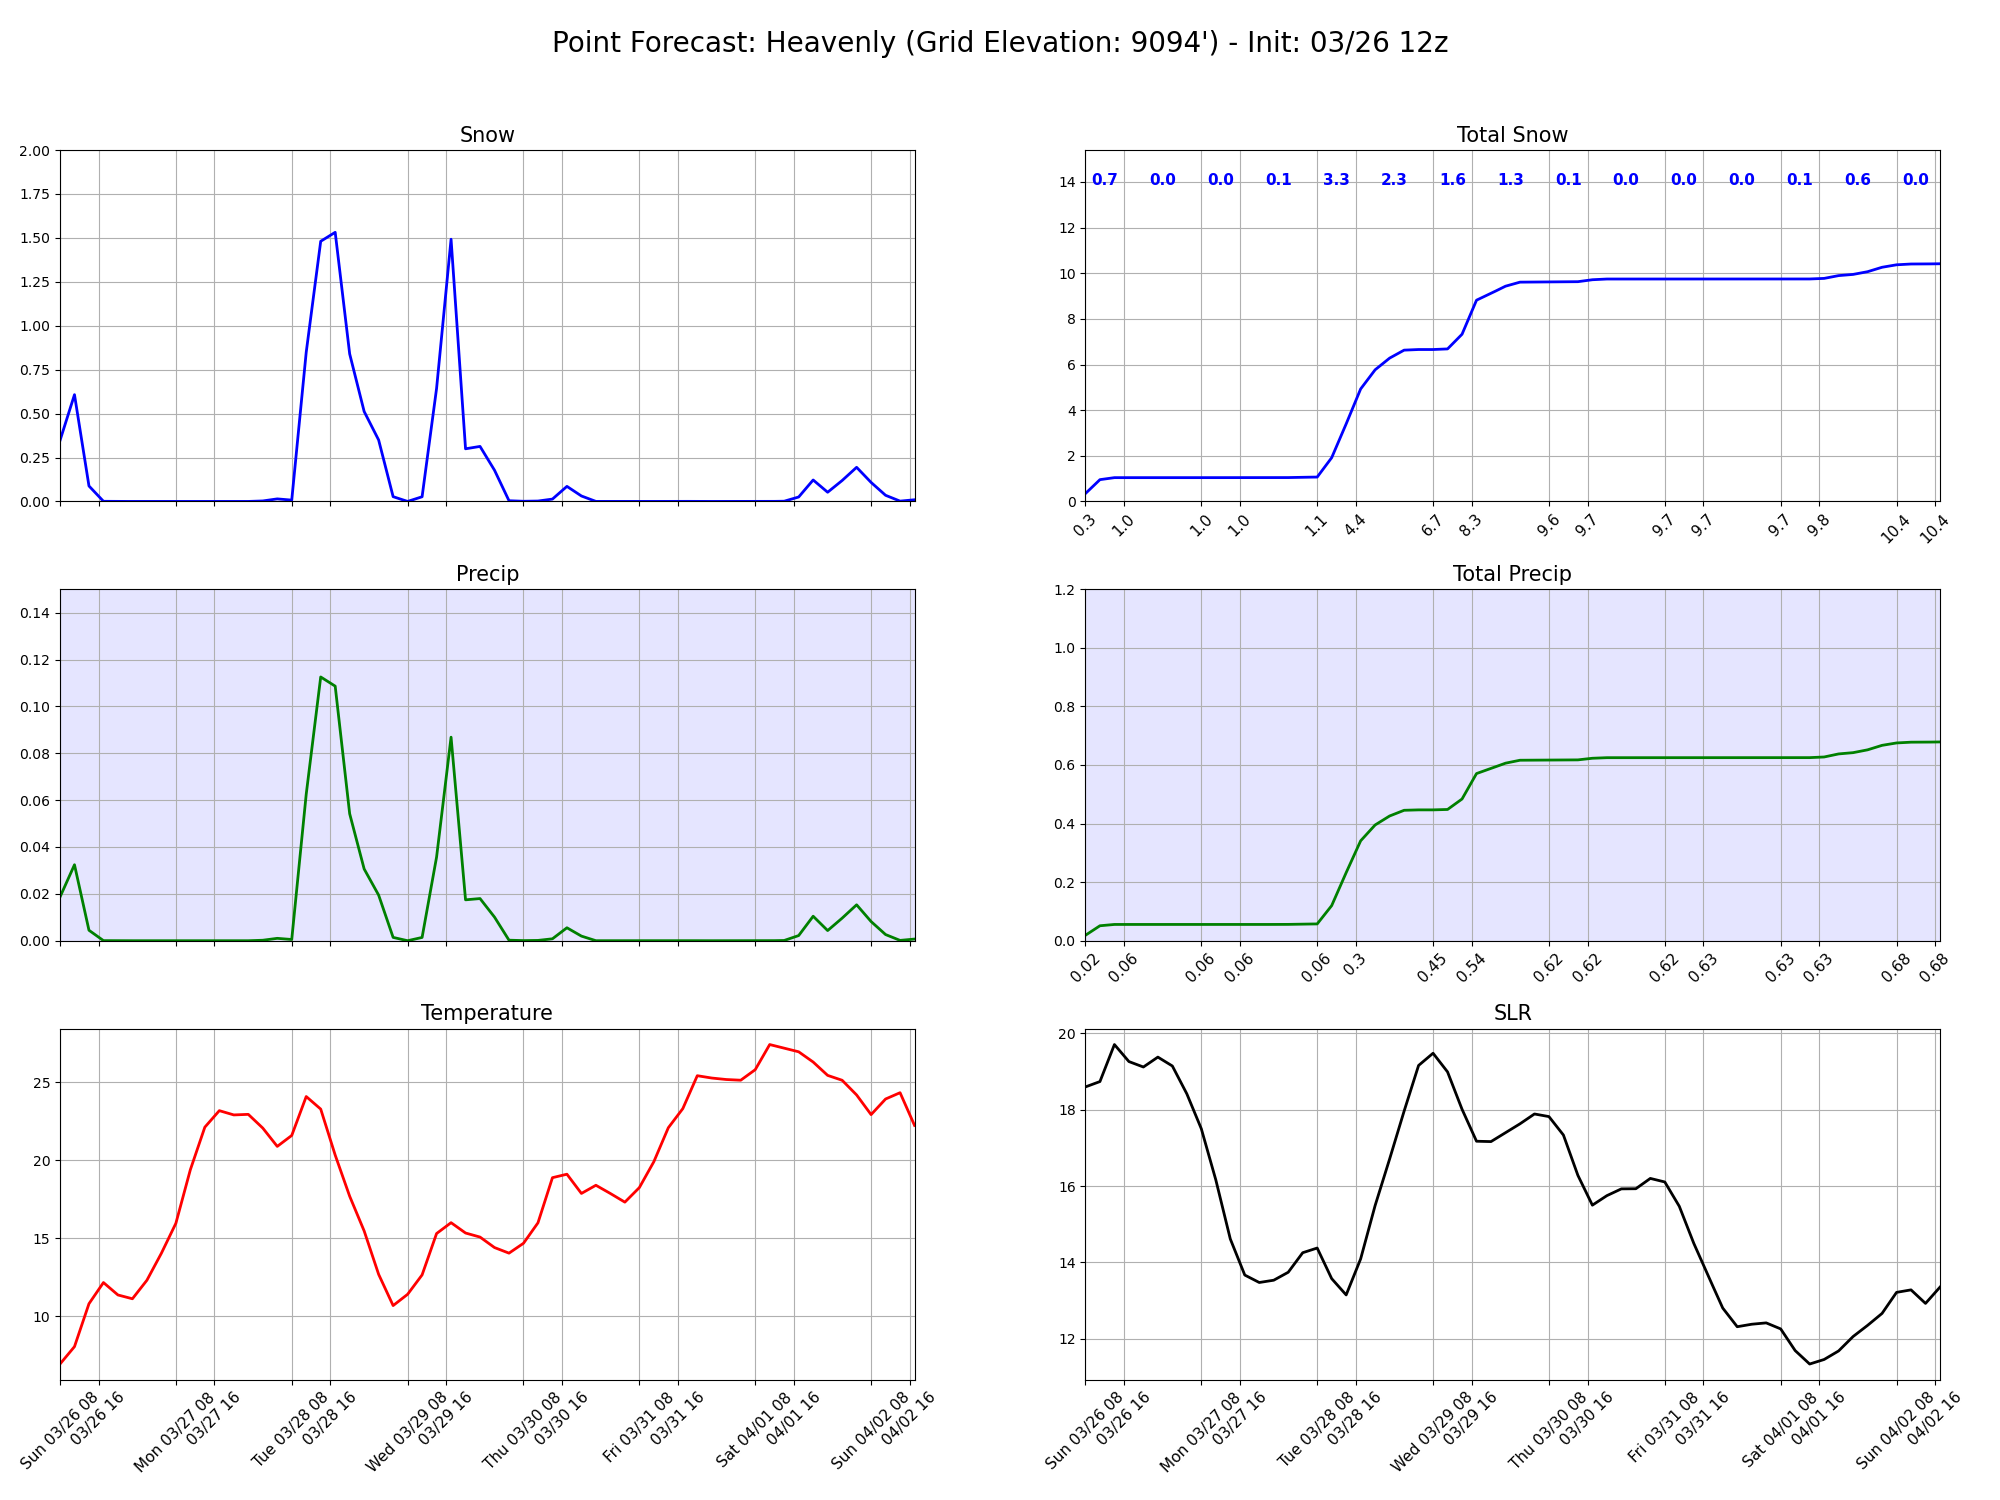 Point Forecast: Heavenly (Grid Elevation: 9094') - Init: 03/26 12z
Snow
2.00
1.75
1.50
1.25
1.00
0.75
0.50
0.25
0.00
Total Snow
0.7 0.0 0.0 0.1 3.3 2.3 1.6 1.3 0.1 0.0 0.0 0.0 0.1 0.6 0.0
14
12
10
8
6
4
2
0
0.3 1.0 1.0 1.0 1.1 4.4 6.7 8.3 9.6 9.7 9.7 9.7 9.7 9.8 10.4 10.4
Precip
0.14
0.12
0.10
0.08
0.06
0.04
0.02
0.00
Total Precip
1.2
1.0
0.8
0.6
0.4
0.2
0.0
0.02 0.06 0.06 0.06 0.06 0.3 0.45 0.54 0.62 0.62 0.62 0.63 0.63 0.63 0.68 0.68
Temperature
25
20
15
10
Sun 03/26 08
03/26 16
Mon 03/27 08
03/27 16
Tue 03/28 08
03/28 16
Wed 03/29 08
03/29 16
Thu 03/30 08
03/30 16
Fri 03/31 08
03/31 16
Sat 04/01 08
04/01 16
Sun 04/02 08
04/02 16
SLR
20
18
16
14
12
Sun 03/26 08
03/26 16
Mon 03/27 08
03/27 16
Tue 03/28 08
03/28 16
Wed 03/29 08
03/29 16
Thu 03/30 08
03/30 16
Fri 03/31 08
03/31 16
Sat 04/01 08
04/01 16
Sun 04/02 08
04/02 16